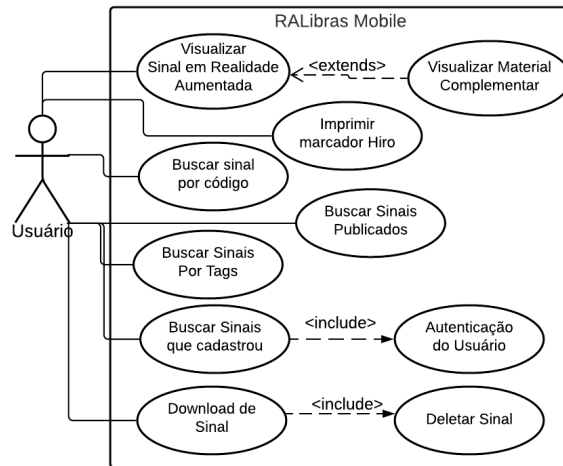 RALibras Mobile
Visualizar
Sinal em Realidade
Aumentada
<extends>
Visualizar Material
Complementar
Imprimir
marcador Hiro
Buscar sinal
por código
Usuário
Buscar Sinais
Publicados
Buscar Sinais
Por Tags
Buscar Sinais
que cadastrou
<include>
Autenticação
do Usuário
Download de
Sinal
<include>
Deletar Sinal